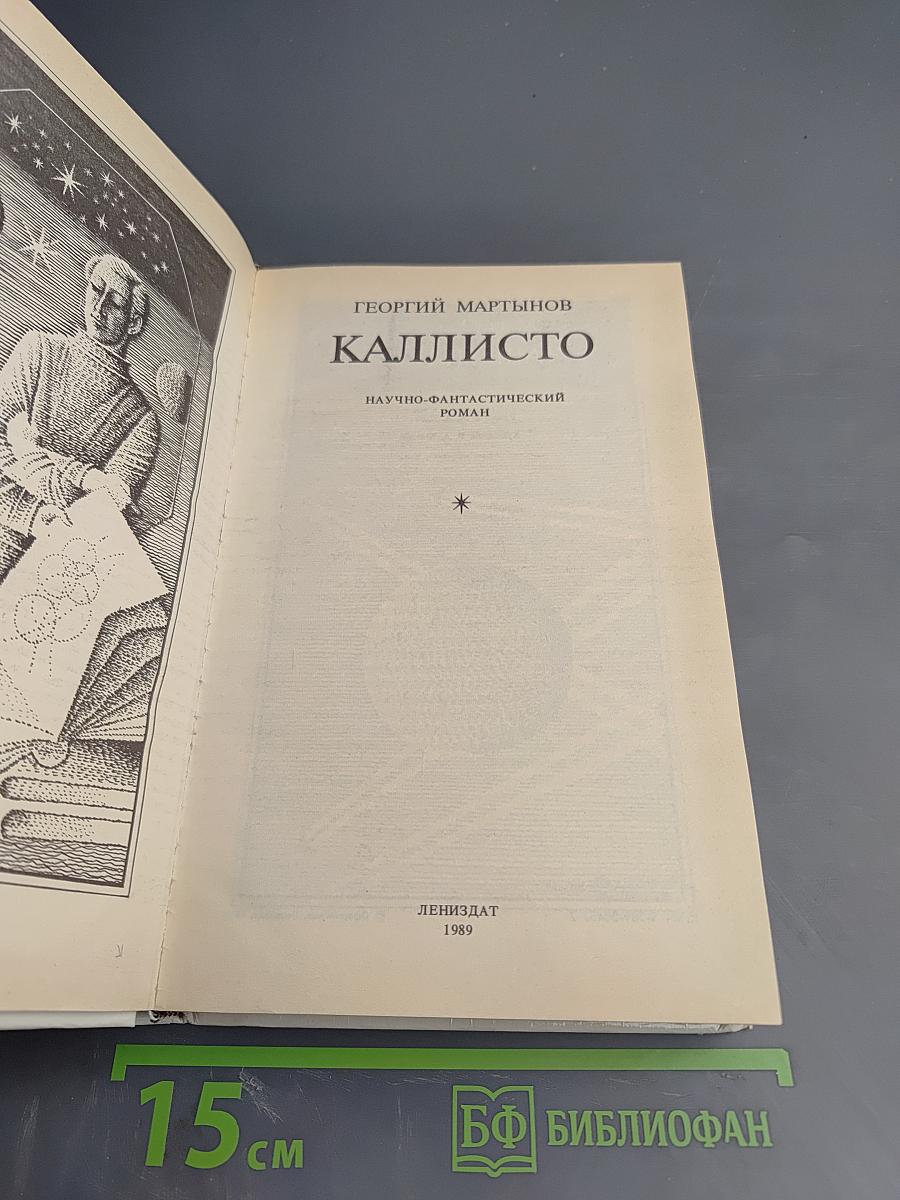 ГЕОРГИЙ МАРТЫНОВ
КАЛЛИСТО
НАУЧНО-ФАНТАСТИЧЕСКИЙ
РОМАН
ЛЕНИЗДАТ
1989
15 см
БФ БИБЛИОФАН